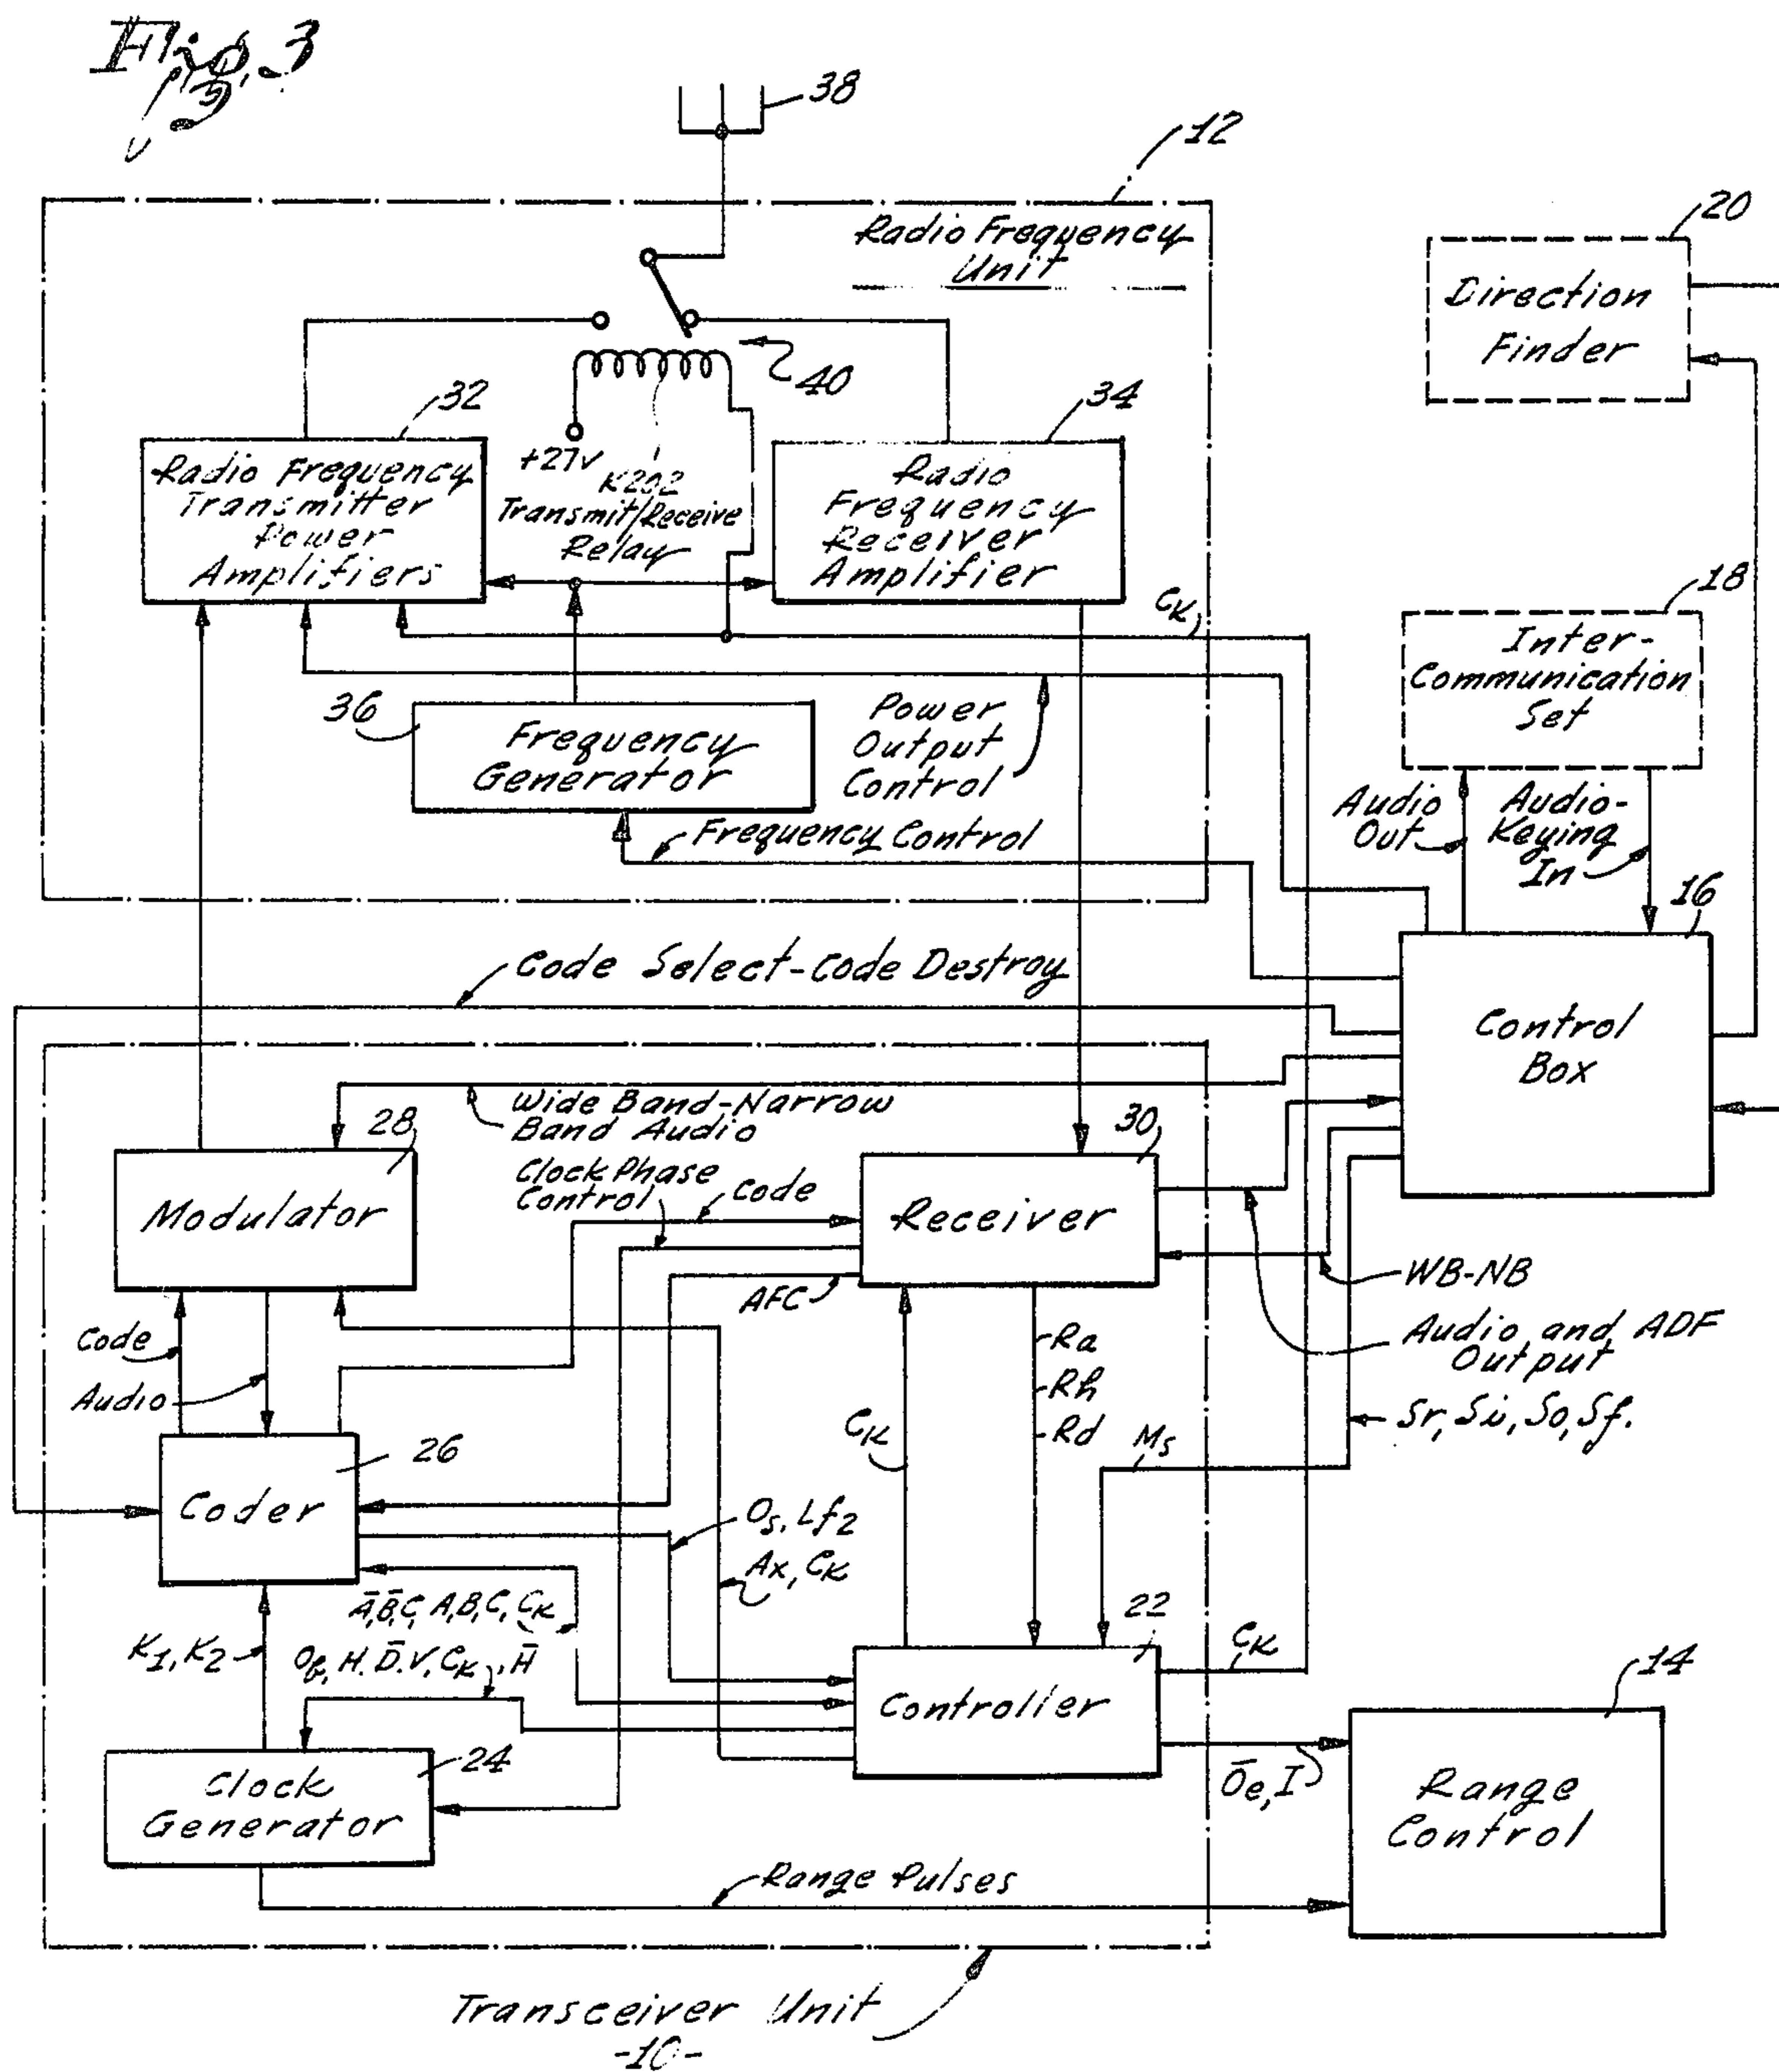 Fig. 3
38
12
Radio Frequency
Unit
20
Direction
Finder
40
32
34
+27v
K202
Transmit/Receive
Relay
Radio Frequency
Transmitter
Power
Amplifiers
Radio
Frequency
Receiver
Amplifier
CK
18
Inter-
Communication
Set
36
Frequency
Generator
Power
Output
Control
Audio
Out
Audio-
Keying
In
Frequency Control
16
Code Select-Code Destroy
Control
Box
Wide Band-Narrow
Band Audio
28
30
Clock Phase
Control
Code
Modulator
Receiver
AFC
WB-NB
Code
Audio
Ra
Rh
Rd
Audio and ADF
Output
Sr, Si, So, Sf.
CK
Ms
26
Coder
Os, Lf2
Ax, CK
Ā, B̄, C̄, A, B, C, CK
K1, K2
H. D̄. V, CK, H̄
22
CK
Controller
14
24
Clock
Generator
Ōe, I
Range
Control
Range Pulses
Transceiver Unit
-10-